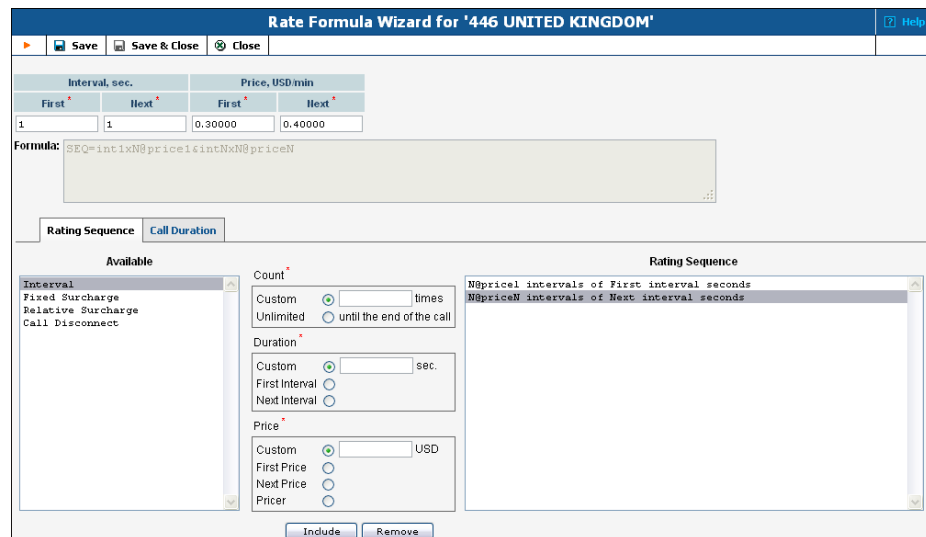 Rate Formula Wizard for '446 UNITED KINGDOM'
? Help
Save
Save & Close
Close
Interval, sec. Price, USD/min
First * Next * First * Next *
1 1 0.30000 0.40000
Formula: SEQ=int1xN@price1&intNxN@priceN
Rating Sequence Call Duration
Available
Interval
Fixed Surcharge
Relative Surcharge
Call Disconnect
Count *
Custom times
Unlimited until the end of the call
Duration *
Custom sec.
First Interval
Next Interval
Price *
Custom USD
First Price
Next Price
Pricer
Include Remove
Rating Sequence
N@price1 intervals of First interval seconds
N@priceN intervals of Next interval seconds